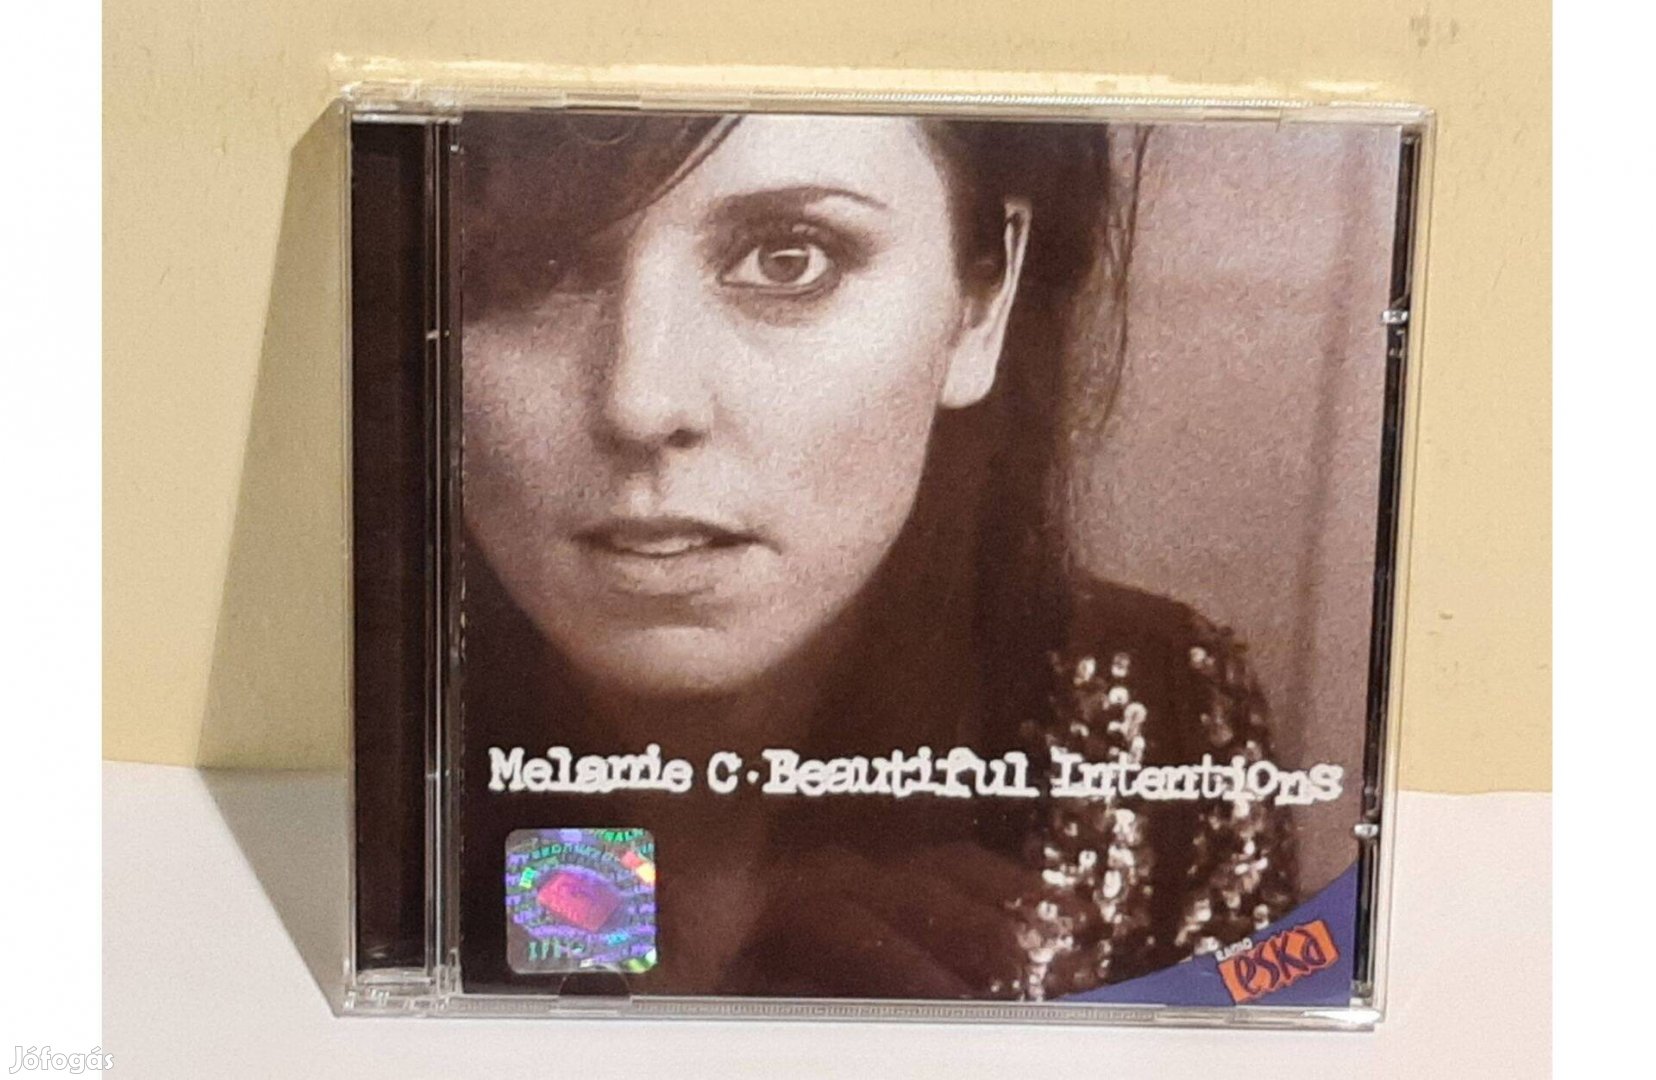 Melanie C · Beautiful Intentions
RADIO
eska
Jófogás